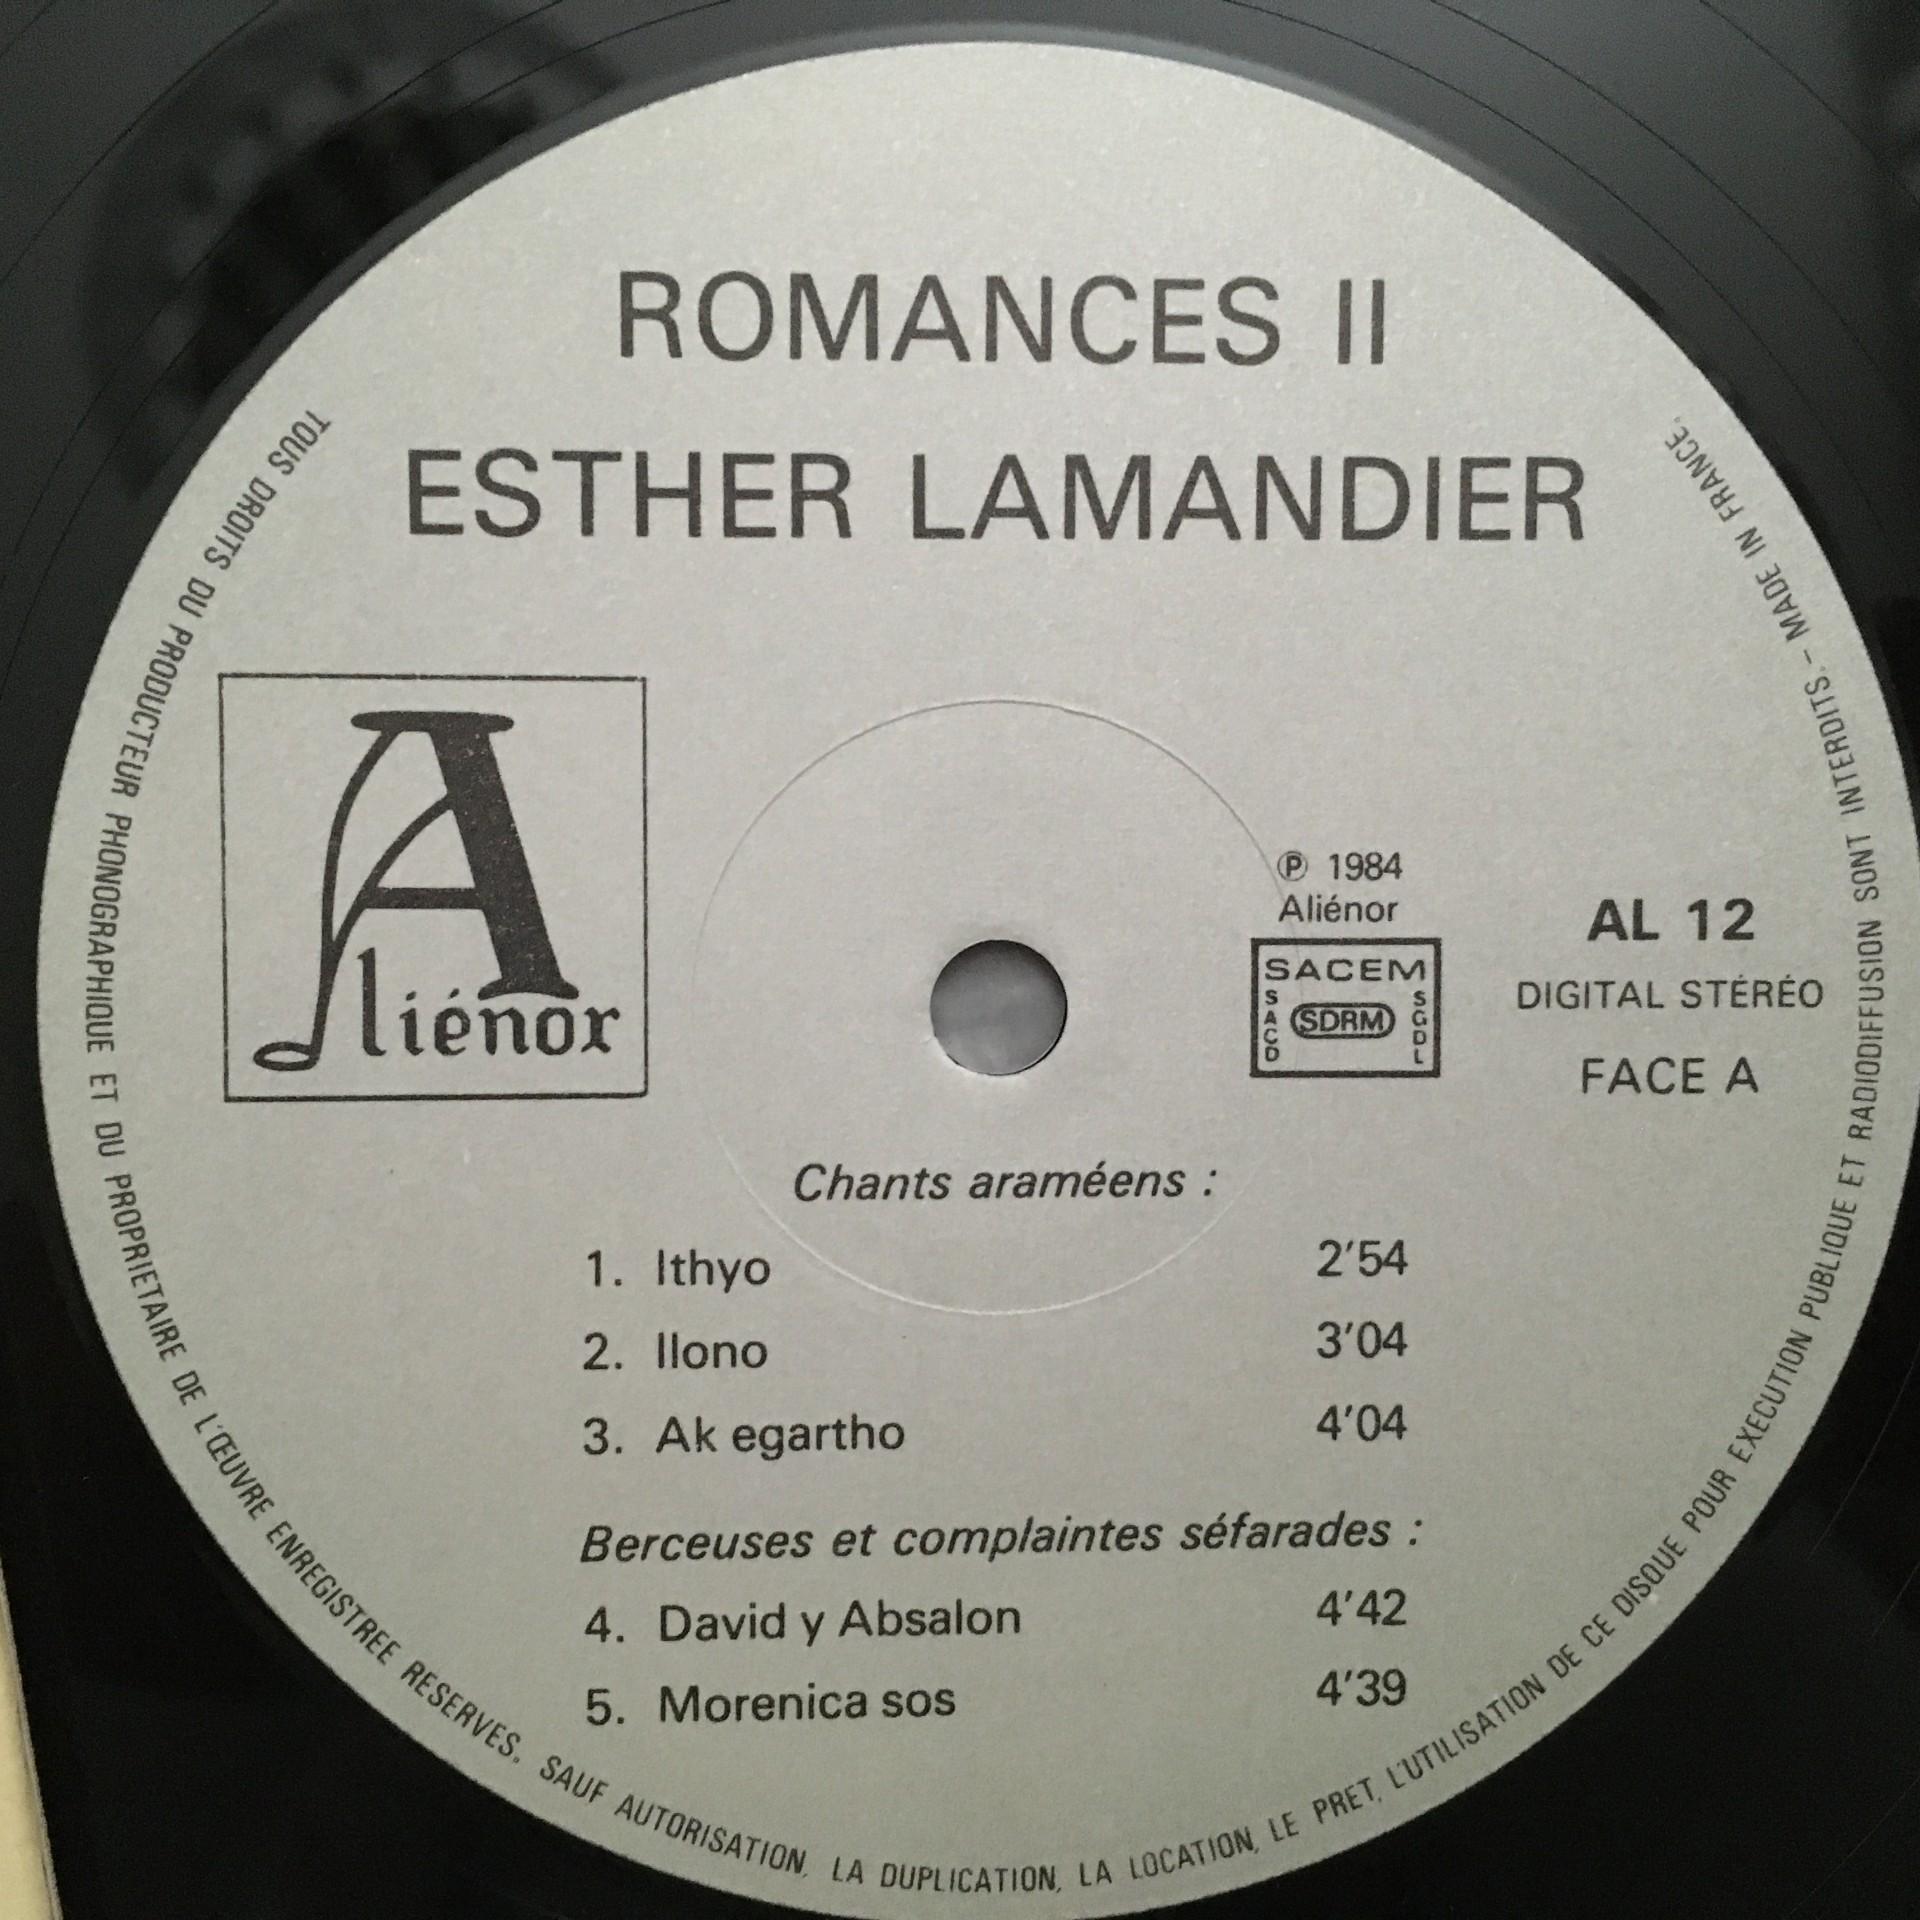 ROMANCES II
ESTHER LAMANDIER
Aliénor
℗ 1984
Aliénor
SACEM
SACD
SDRM
SGDL
AL 12
DIGITAL STÉRÉO
FACE A
Chants araméens :
1. Ithyo 2'54
2. Ilono 3'04
3. Ak egartho 4'04
Berceuses et complaintes séfarades :
4. David y Absalon 4'42
5. Morenica sos 4'39
TOUS DROITS DU PRODUCTEUR PHONOGRAPHIQUE ET DU PROPRIETAIRE DE L'ŒUVRE ENREGISTREE RESERVES. SAUF AUTORISATION, LA DUPLICATION, LA LOCATION, LE PRET, L'UTILISATION DE CE DISQUE POUR EXECUTION PUBLIQUE ET RADIODIFFUSION SONT INTERDITS. - MADE IN FRANCE.